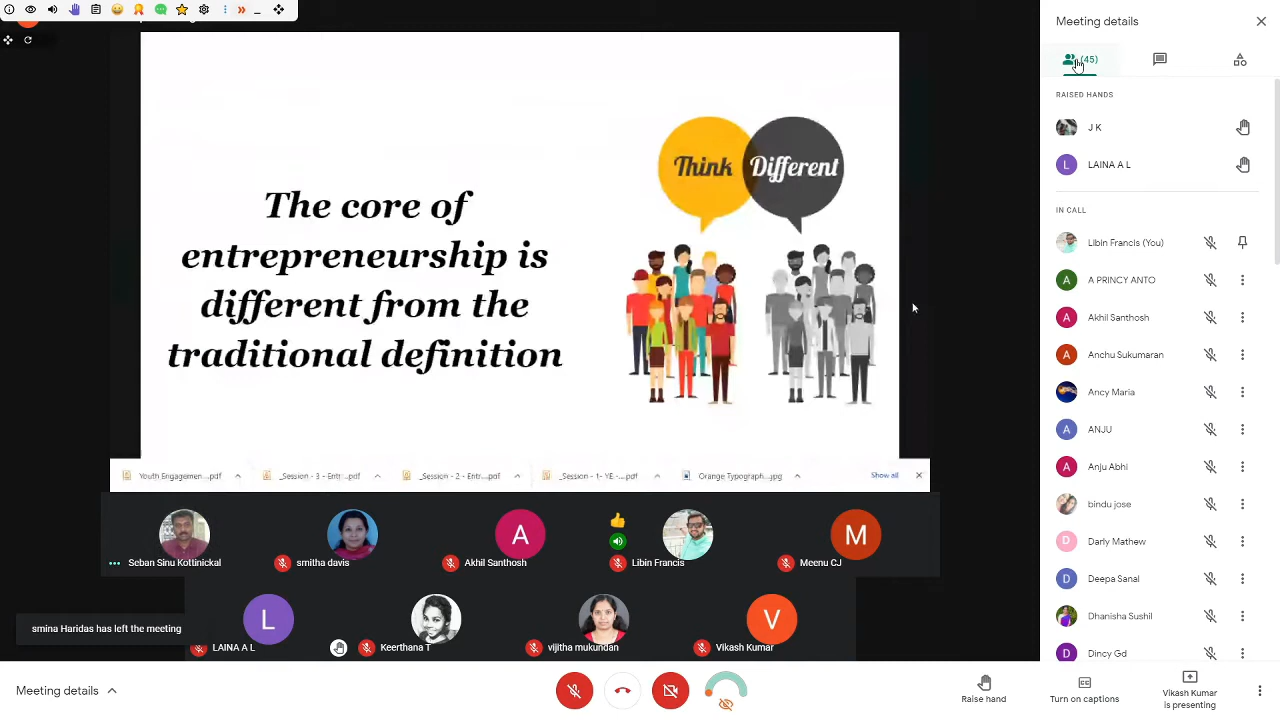 Meeting details
(45)
RAISED HANDS
J K
L LAINA A L
IN CALL
Libin Francis (You)
A A PRINCY ANTO
A Akhil Santhosh
A Anchu Sukumaran
Ancy Maria
A ANJU
A Anju Abhi
bindu jose
D Darly Mathew
D Deepa Sanal
Dhanisha Sushil
D Dincy Gd
Think Different
The core of
entrepreneurship is
different from the
traditional definition
Youth Engagemen....pdf
_Session - 3 - Entr....pdf
_Session - 2 - Entr....pdf
_Session - 1- YE -....pdf
Orange Typograph....jpg
Show all
Seban Sinu Kottinickal
smitha davis
A
Akhil Santhosh
Libin Francis
M
Meenu CJ
L
LAINA A L
Keerthana T
vijitha mukundan
V
Vikash Kumar
smina Haridas has left the meeting
Meeting details
Raise hand
Turn on captions
Vikash Kumar
is presenting